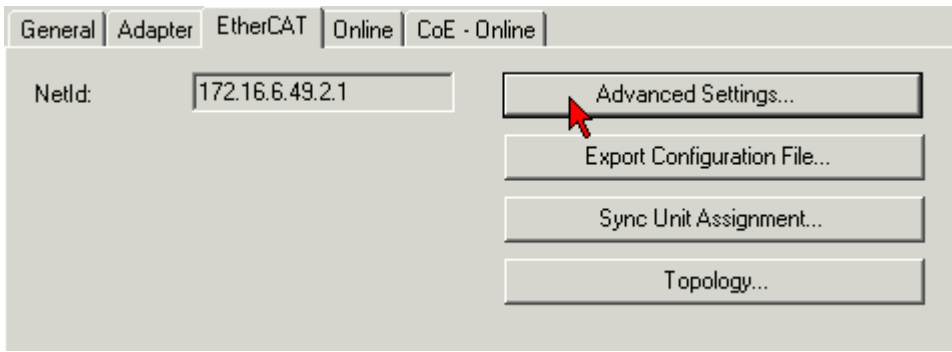 General Adapter EtherCAT Online CoE - Online
NetId: 172.16.6.49.2.1 Advanced Settings...
Export Configuration File...
Sync Unit Assignment...
Topology...